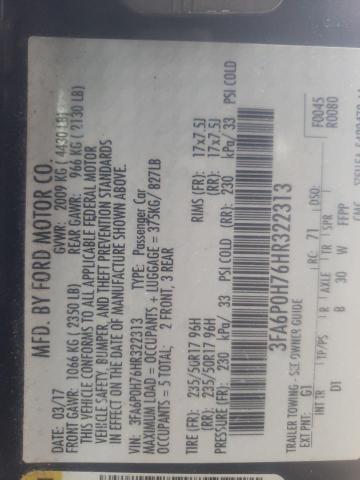 MFD. BY FORD MOTOR CO.
DATE: 03/17 GVWR: 2009 KG ( 4430 LB)
FRONT GAWR: 1066 KG ( 2350 LB) REAR GAWR: 966 KG ( 2130 LB)
THIS VEHICLE CONFORMS TO ALL APPLICABLE FEDERAL MOTOR
VEHICLE SAFETY, BUMPER, AND THEFT PREVENTION STANDARDS
IN EFFECT ON THE DATE OF MANUFACTURE SHOWN ABOVE.
VIN: 3FA6P0H76HR322313 TYPE: Passenger Car
MAXIMUM LOAD = OCCUPANTS + LUGGAGE = 375KG / 827LB
OCCUPANTS = 5 TOTAL; 2 FRONT, 3 REAR
TIRE (FR): 235/50R17 96H RIMS (FR): 17x7.5J
(RR): 235/50R17 96H (RR): 17x7.5J
PRESSURE (FR): 230 kPa/ 33 PSI COLD (RR): 230 kPa/ 33 PSI COLD
3FA6P0H76HR322313
F0045
R0080
TRAILER TOWING- SEE OWNER GUIDE
EXT PNT: G1 RC: 71 DSO:
INT TR TP/PS R AXLE TR SPR
D1 B 30 W FFPP